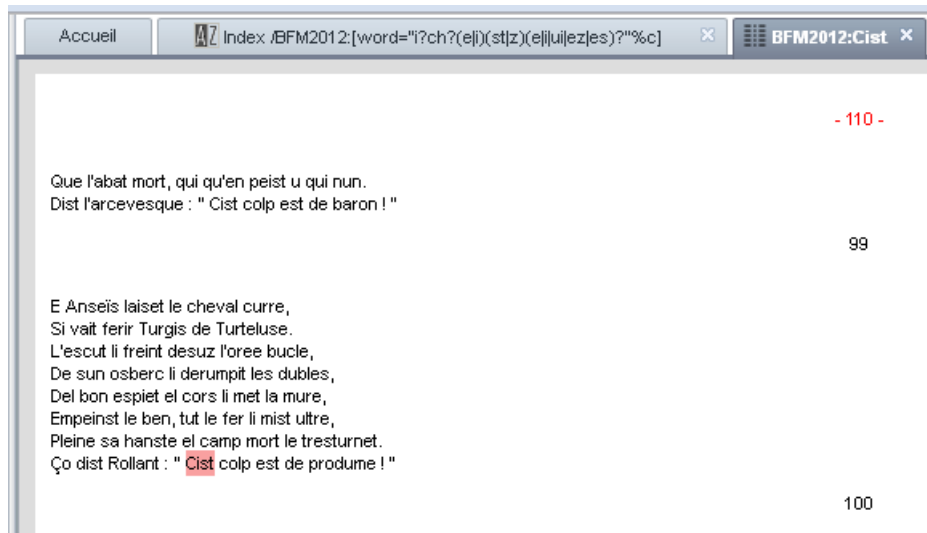 Accueil
AZ Index /BFM2012:[word="i?ch?(e|i)(st|z)(e|i|ui|ez|es)?"%c]
BFM2012:Cist
- 110 -
Que l'abat mort, qui qu'en peist u qui nun.
Dist l'arcevesque : " Cist colp est de baron ! "
99
E Anseïs laiset le cheval curre,
Si vait ferir Turgis de Turteluse.
L'escut li freint desuz l'oree bucle,
De sun osberc li derumpit les dubles,
Del bon espiet el cors li met la mure,
Empeinst le ben, tut le fer li mist ultre,
Pleine sa hanste el camp mort le tresturnet.
Ço dist Rollant : " Cist colp est de produme ! "
100